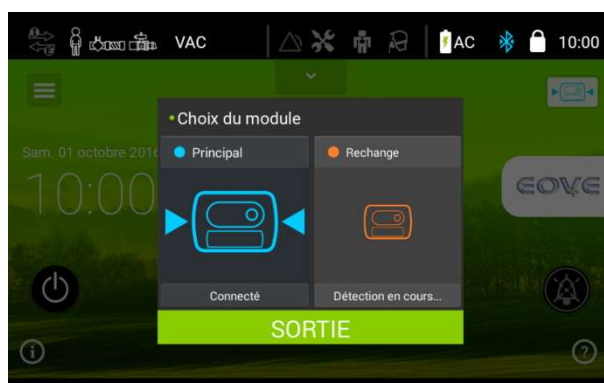 VAC
AC
10:00
• Choix du module
Sam. 01 octobre 2016
Principal
Rechange
10:00
EOVE
Connecté
Détection en cours...
SORTIE
i
?